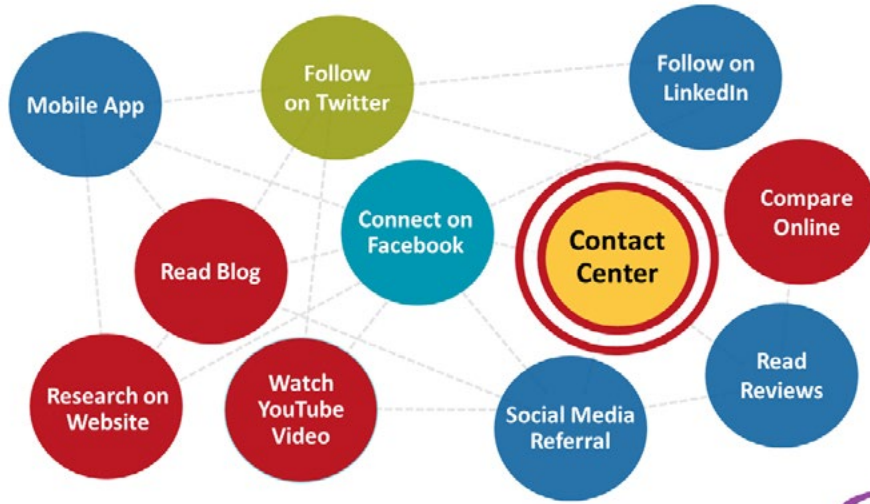 Mobile App
Follow
on Twitter
Follow on
LinkedIn
Compare
Online
Connect on
Facebook
Contact
Center
Read Blog
Research on
Website
Watch
YouTube
Video
Social Media
Referral
Read
Reviews